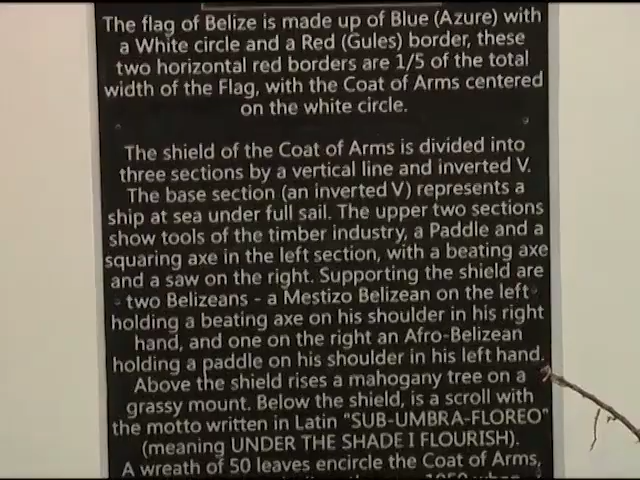 The flag of Belize is made up of Blue (Azure) with
a White circle and a Red (Gules) border, these
two horizontal red borders are 1/5 of the total
width of the Flag, with the Coat of Arms centered
on the white circle.
The shield of the Coat of Arms is divided into
three sections by a vertical line and inverted V.
The base section (an inverted V) represents a
ship at sea under full sail. The upper two sections
show tools of the timber industry, a Paddle and a
squaring axe in the left section, with a beating axe
and a saw on the right. Supporting the shield are
two Belizeans - a Mestizo Belizean on the left
holding a beating axe on his shoulder in his right
hand, and one on the right an Afro-Belizean
holding a paddle on his shoulder in his left hand.
Above the shield rises a mahogany tree on a
grassy mount. Below the shield, is a scroll with
the motto written in Latin "SUB-UMBRA-FLOREO"
(meaning UNDER THE SHADE I FLOURISH).
A wreath of 50 leaves encircle the Coat of Arms,